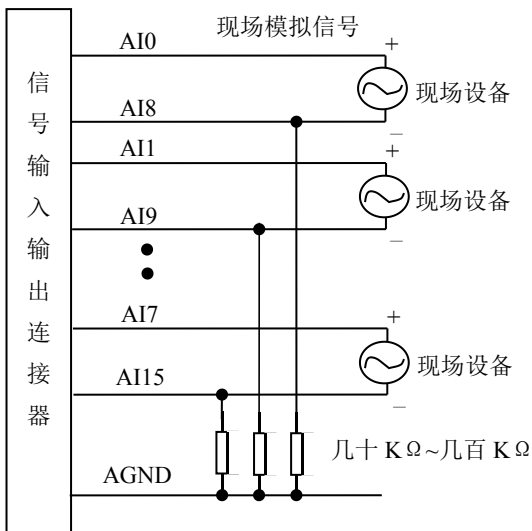 现场模拟信号
AI0
+
现场设备
AI8
−
AI1
+
现场设备
AI9
−
AI7
+
现场设备
AI15
−
几十 KΩ~几百 KΩ
AGND
信号输入输出连接器